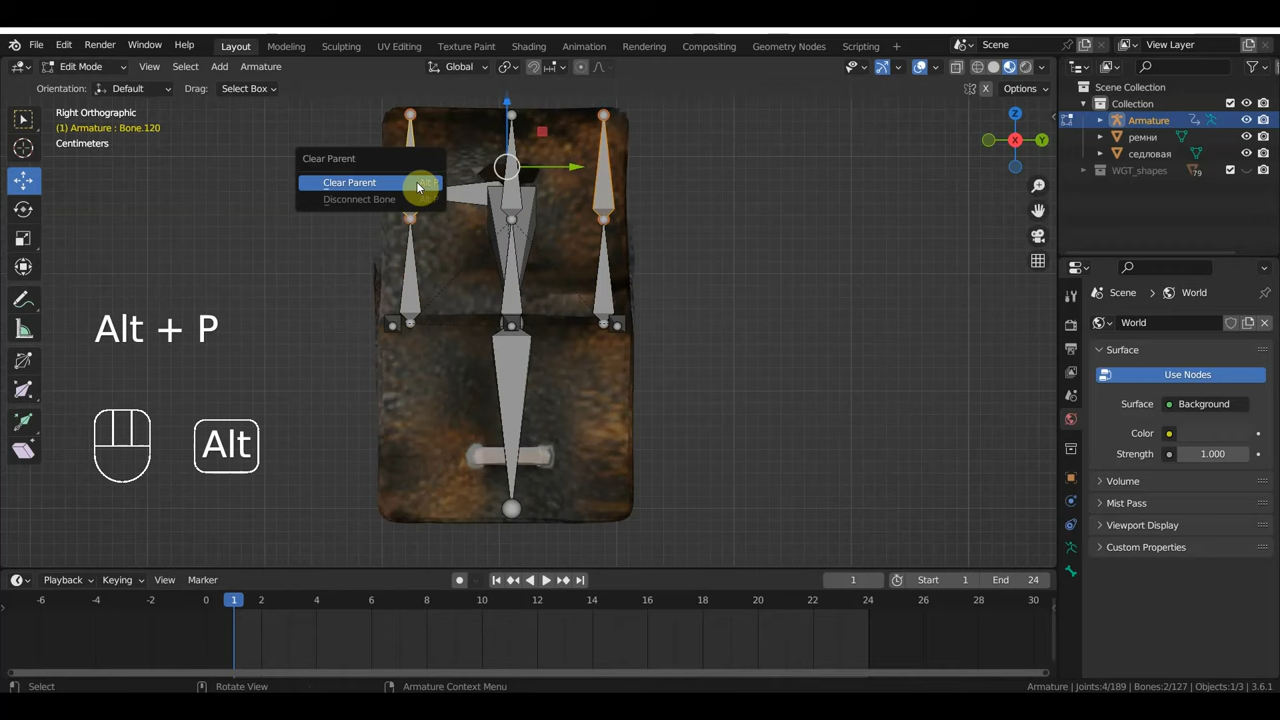 File Edit Render Window Help Layout Modeling Sculpting UV Editing Texture Paint Shading Animation Rendering Compositing Geometry Nodes Scripting + Scene View Layer
Edit Mode View Select Add Armature Global
Orientation: Default Drag: Select Box X Options
Right Orthographic
(1) Armature : Bone.120
Centimeters
Clear Parent
Clear Parent Alt P
Disconnect Bone Alt P
Alt + P
Alt
Z
X
Y
Scene Collection
Collection
Armature
ремни
седловая
WGT_shapes 79
Scene World
World
Surface
Use Nodes
Surface Background
Color
Strength 1.000
Volume
Mist Pass
Viewport Display
Custom Properties
Playback Keying View Marker 1 Start 1 End 24
-6 -4 -2 0 1 2 4 6 8 10 12 14 16 18 20 22 24 26 28 30
Select Rotate View Armature Context Menu Armature | Joints:4/189 | Bones:2/127 | Objects:1/3 | 3.6.1